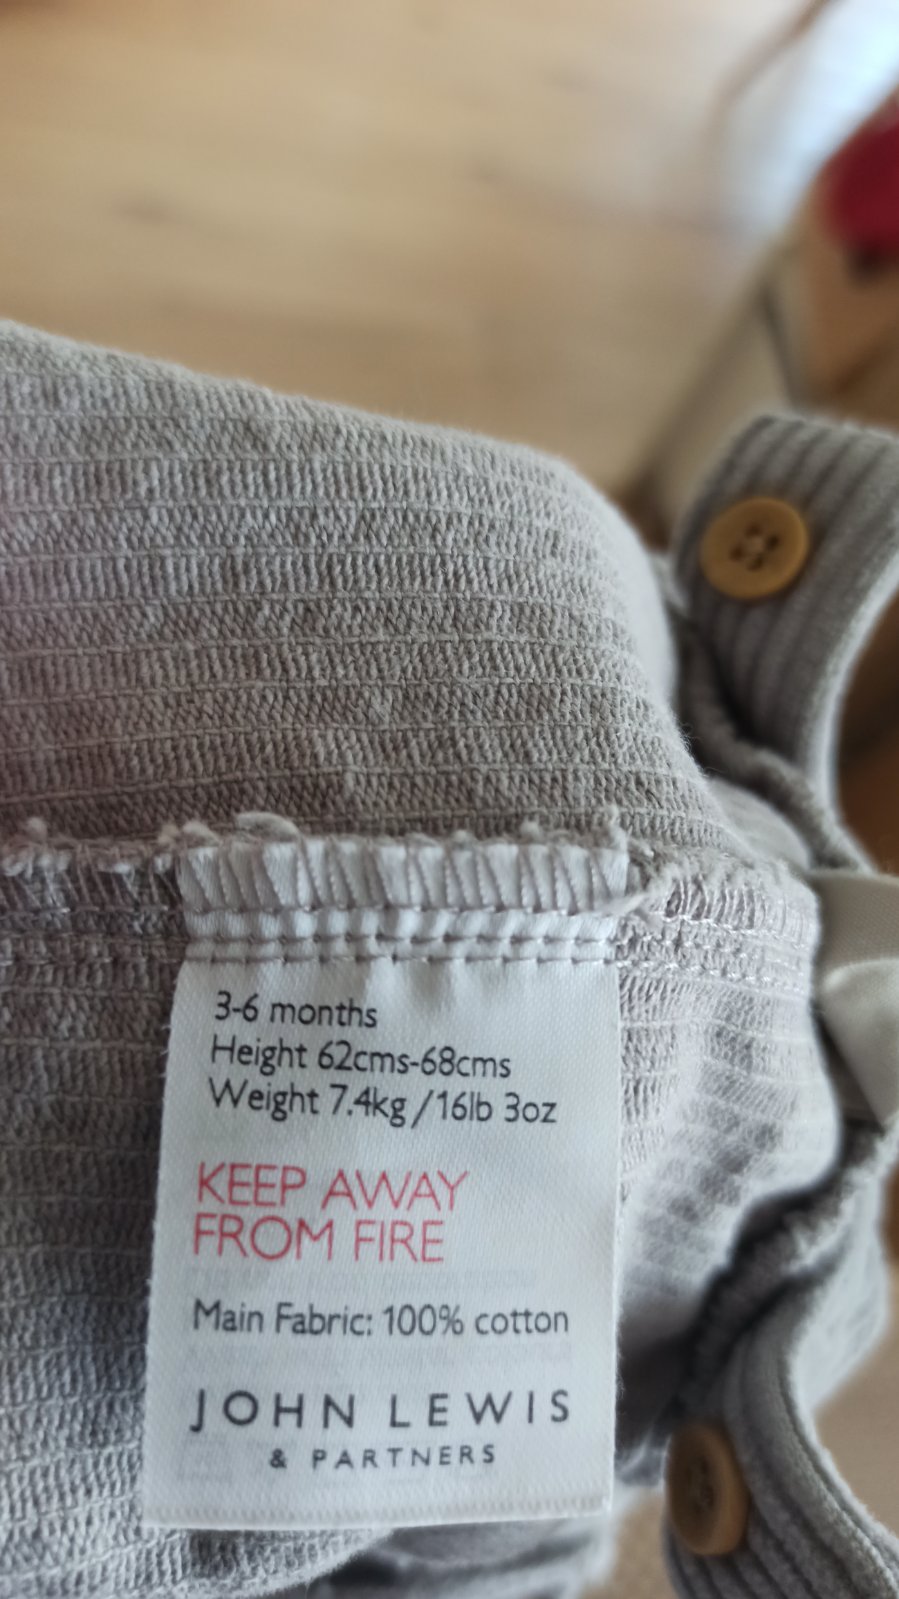 3-6 months
Height 62cms-68cms
Weight 7.4kg/16lb 3oz
KEEP AWAY
FROM FIRE
Main Fabric: 100% cotton
JOHN LEWIS
& PARTNERS